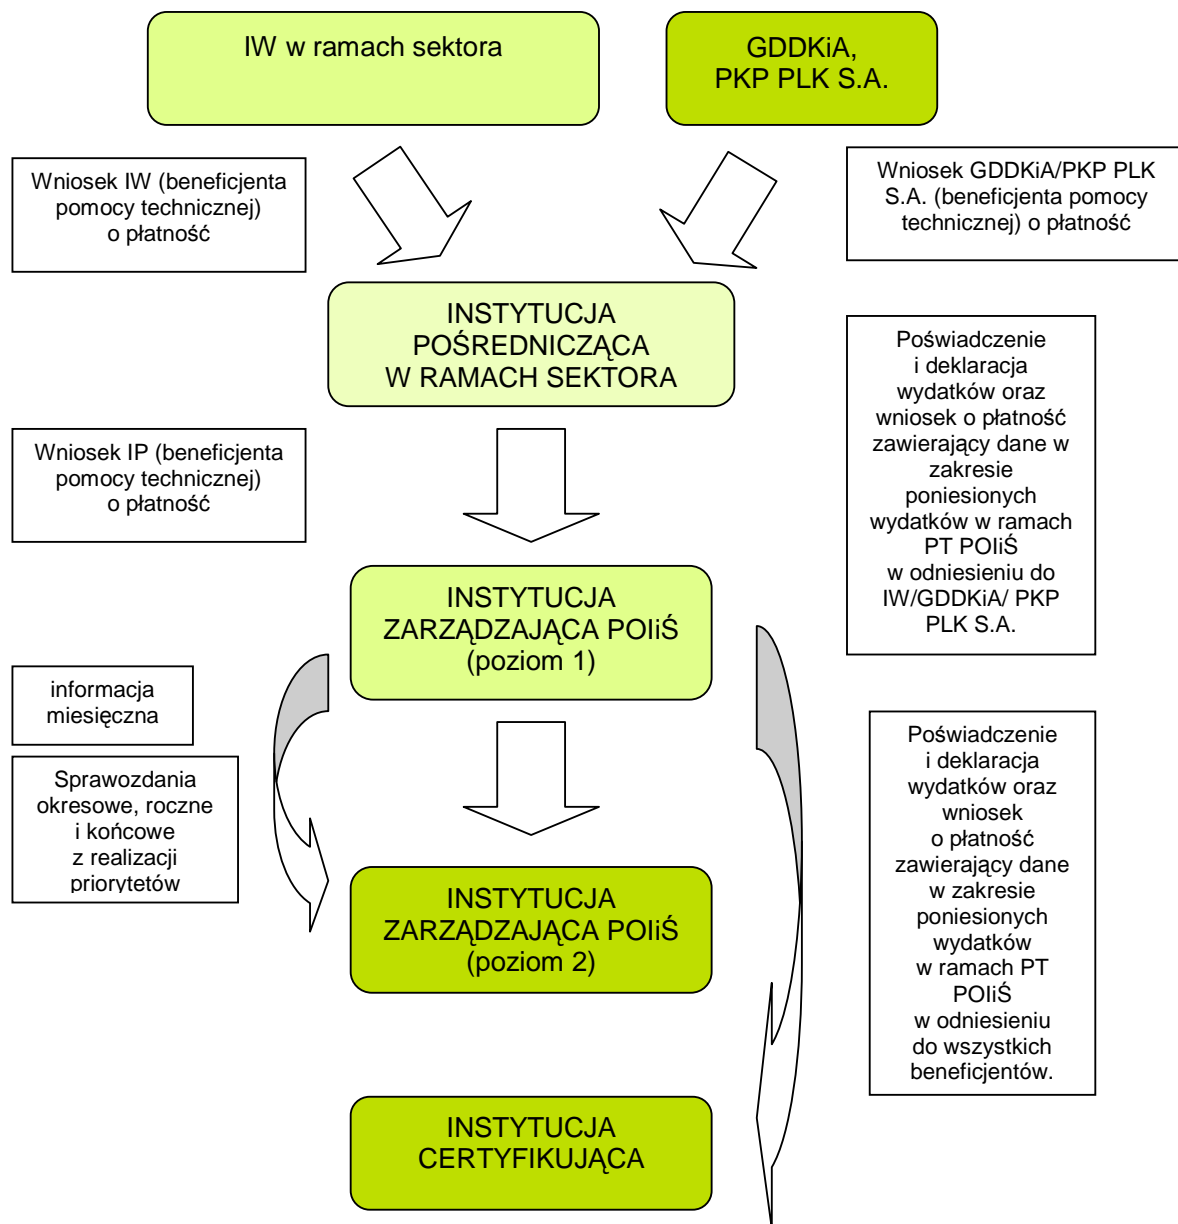 IW w ramach sektora
GDDKiA,
PKP PLK S.A.
Wniosek IW (beneficjenta
pomocy technicznej)
o płatność
Wniosek GDDKiA/PKP PLK
S.A. (beneficjenta pomocy
technicznej) o płatność
INSTYTUCJA
POŚREDNICZĄCA
W RAMACH SEKTORA
Poświadczenie
i deklaracja
wydatków oraz
wniosek o płatność
zawierający dane w
zakresie
poniesionych
wydatków w ramach
PT POIiŚ
w odniesieniu do
IW/GDDKiA/ PKP
PLK S.A.
Wniosek IP (beneficjenta
pomocy technicznej)
o płatność
INSTYTUCJA
ZARZĄDZAJĄCA POIiŚ
(poziom 1)
informacja
miesięczna
Sprawozdania
okresowe, roczne
i końcowe
z realizacji
priorytetów
Poświadczenie
i deklaracja
wydatków oraz
wniosek
o płatność
zawierający dane
w zakresie
poniesionych
wydatków
w ramach PT
POIiŚ
w odniesieniu
do wszystkich
beneficjentów.
INSTYTUCJA
ZARZĄDZAJĄCA POIiŚ
(poziom 2)
INSTYTUCJA
CERTYFIKUJĄCA